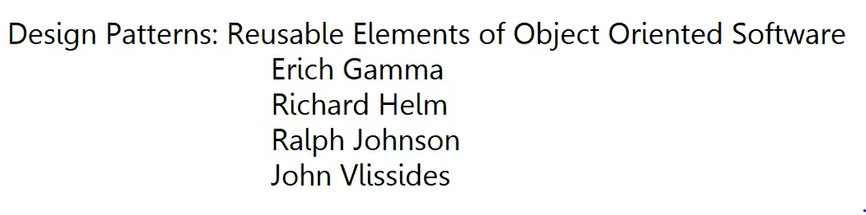 Design Patterns: Reusable Elements of Object Oriented Software
Erich Gamma
Richard Helm
Ralph Johnson
John Vlissides